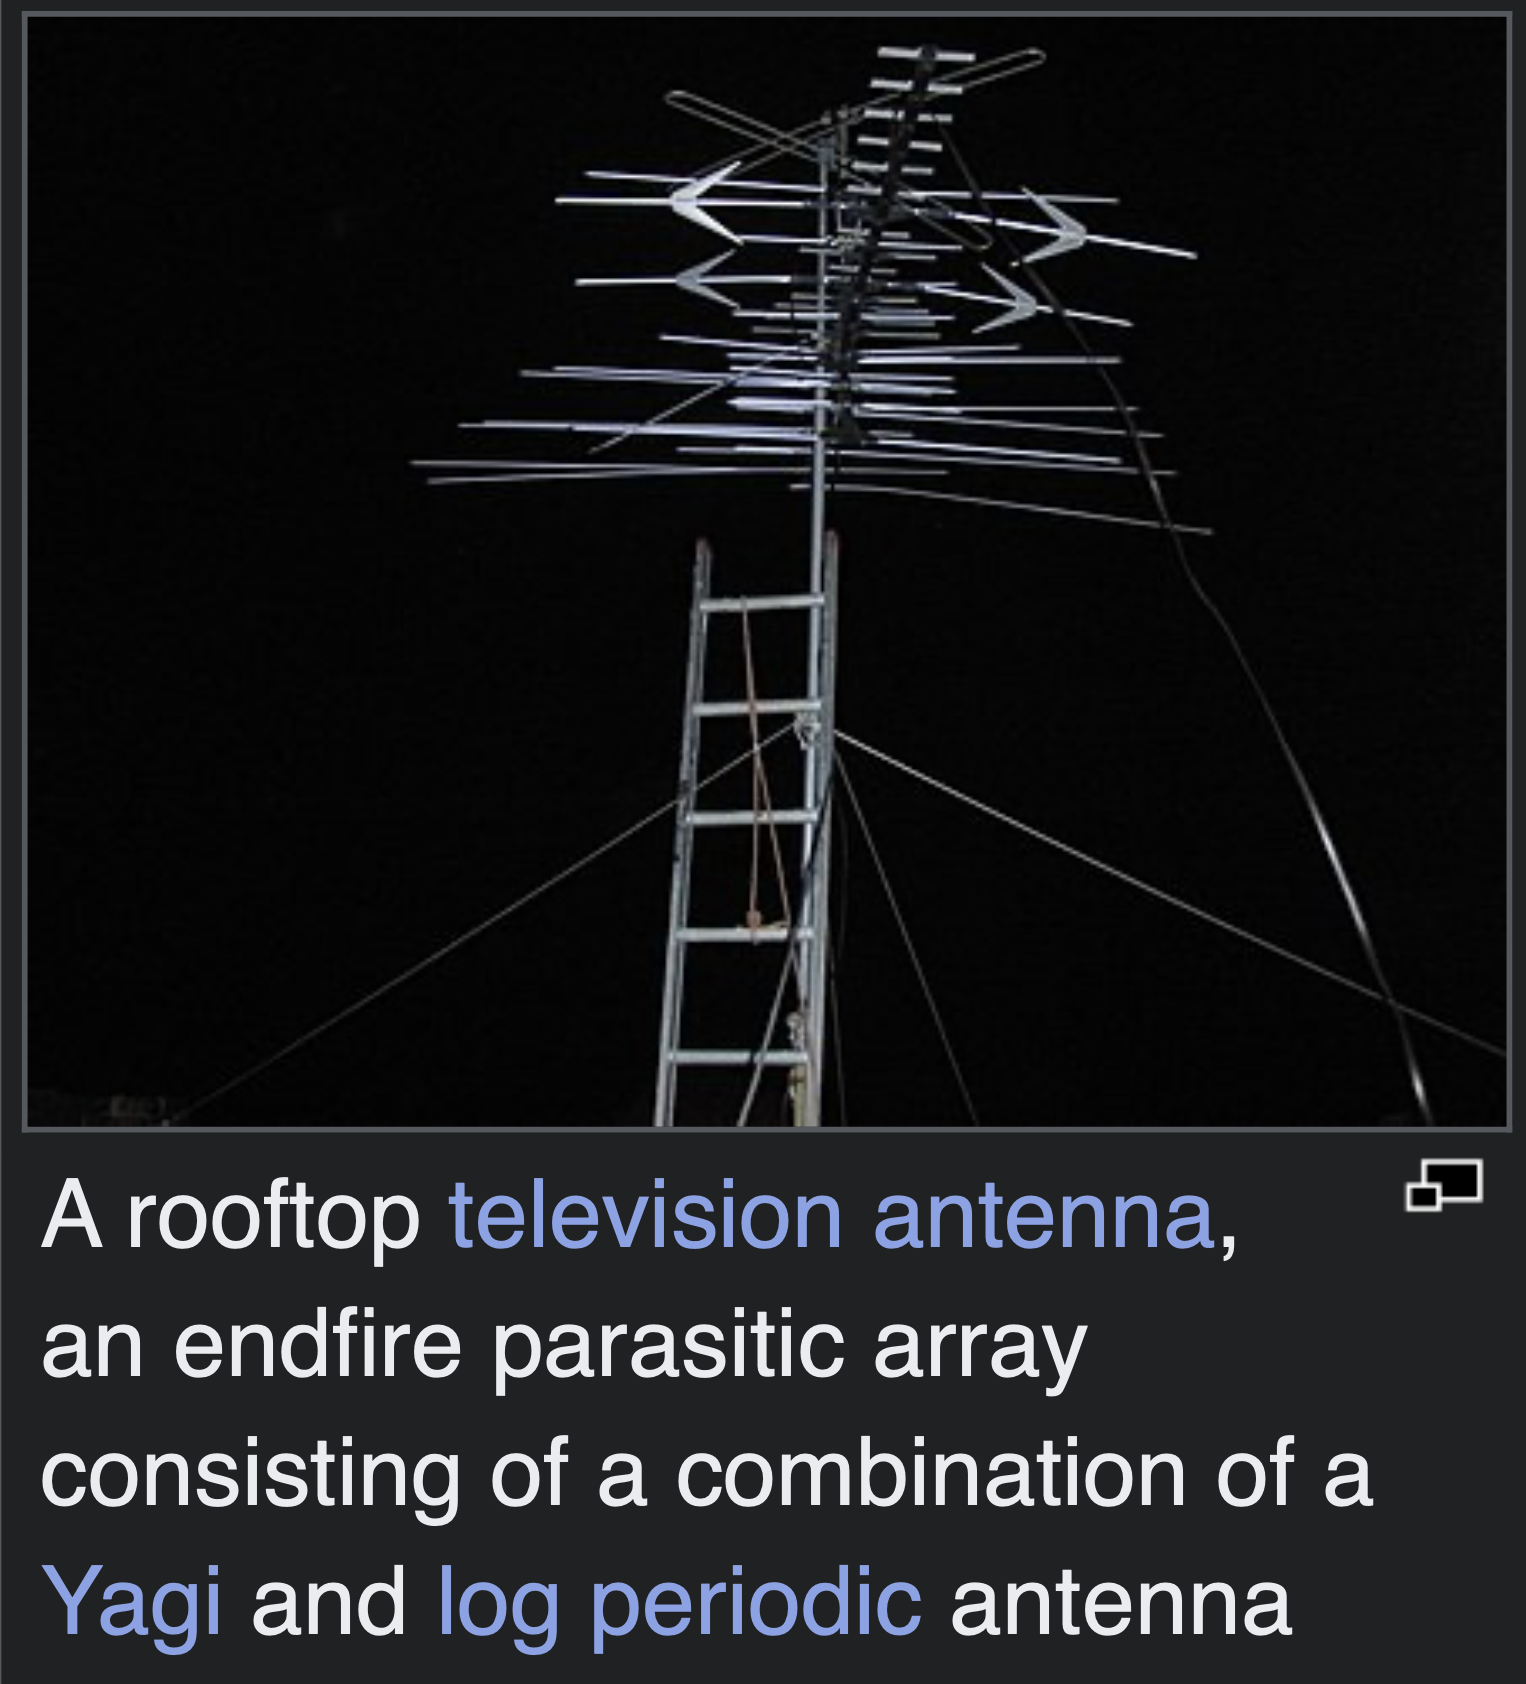 A rooftop television antenna,
an endfire parasitic array
consisting of a combination of a
Yagi and log periodic antenna